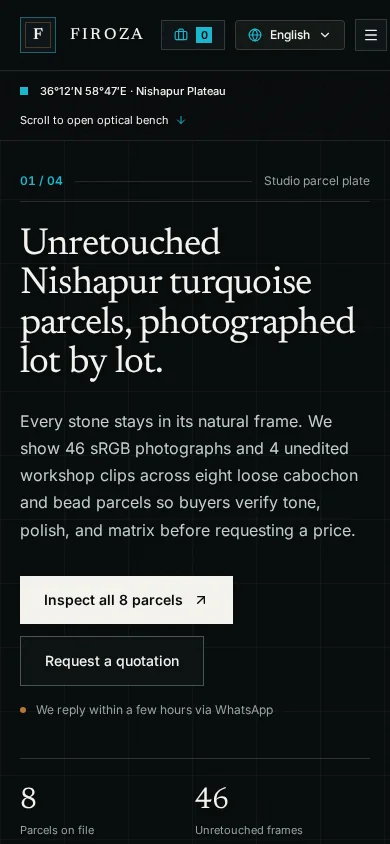 F
FIROZA
0
English
36°12′N 58°47′E · Nishapur Plateau
Scroll to open optical bench ↓
01 / 04
Studio parcel plate
Unretouched
Nishapur turquoise
parcels, photographed
lot by lot.
Every stone stays in its natural frame. We
show 46 sRGB photographs and 4 unedited
workshop clips across eight loose cabochon
and bead parcels so buyers verify tone,
polish, and matrix before requesting a price.
Inspect all 8 parcels ↗
Request a quotation
We reply within a few hours via WhatsApp
8
Parcels on file
46
Unretouched frames